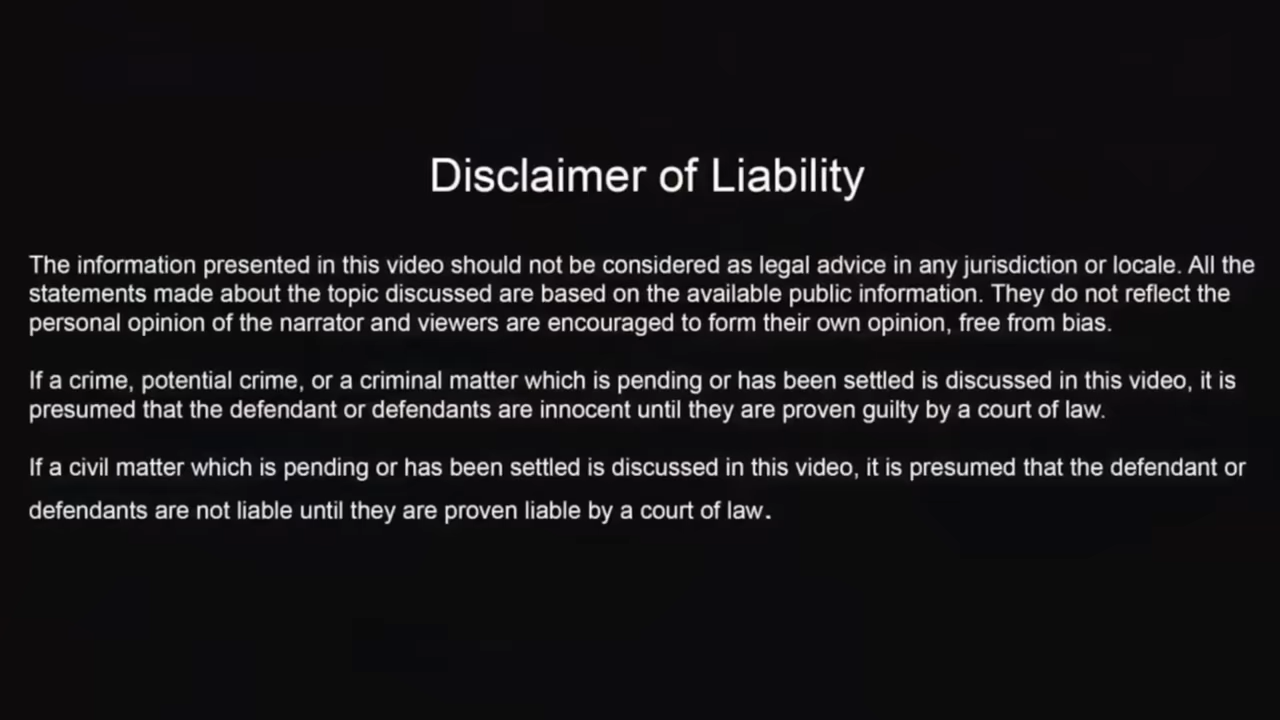 Disclaimer of Liability
The information presented in this video should not be considered as legal advice in any jurisdiction or locale. All the
statements made about the topic discussed are based on the available public information. They do not reflect the
personal opinion of the narrator and viewers are encouraged to form their own opinion, free from bias.
If a crime, potential crime, or a criminal matter which is pending or has been settled is discussed in this video, it is
presumed that the defendant or defendants are innocent until they are proven guilty by a court of law.
If a civil matter which is pending or has been settled is discussed in this video, it is presumed that the defendant or
defendants are not liable until they are proven liable by a court of law.